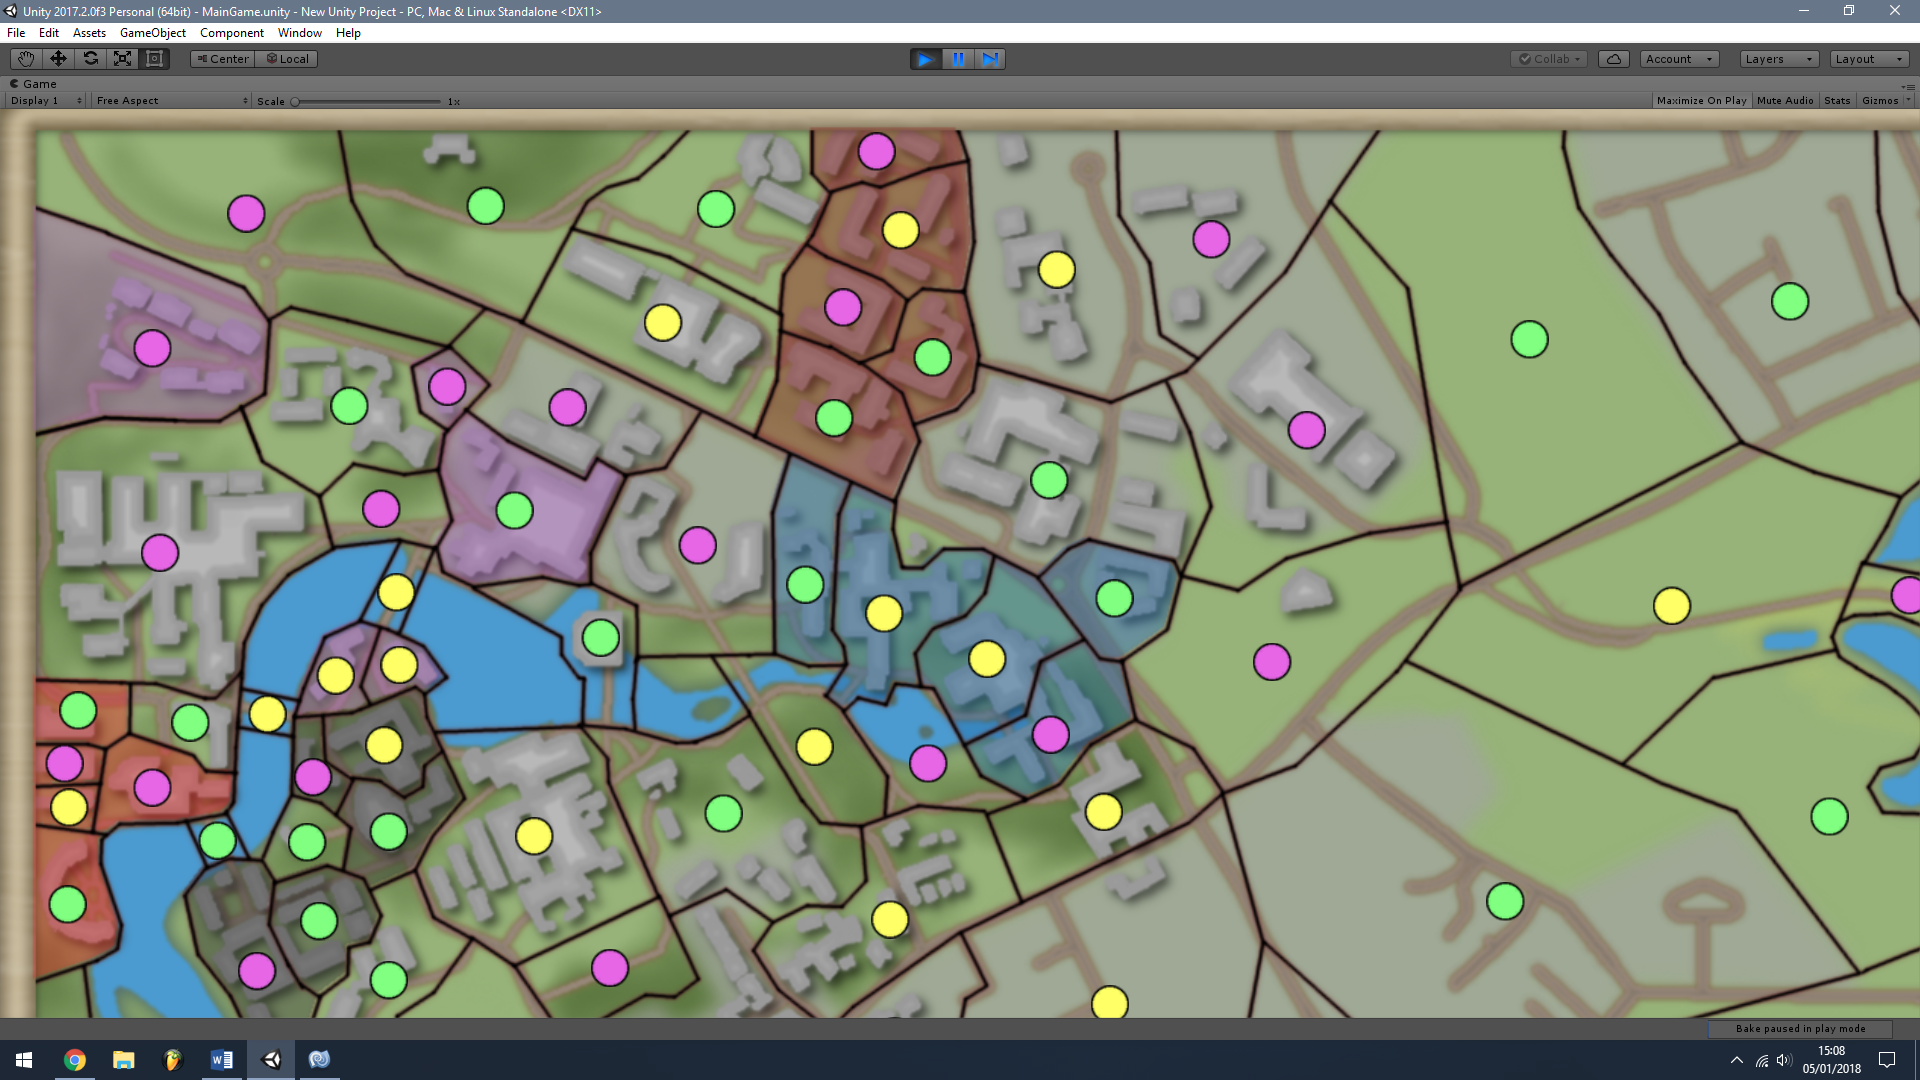 Unity 2017.2.0f3 Personal (64bit) - MainGame.unity - New Unity Project - PC, Mac & Linux Standalone <DX11>
File Edit Assets GameObject Component Window Help
Center Local Collab Account Layers Layout
Game
Display 1 Free Aspect Scale 1x Maximize On Play Mute Audio Stats Gizmos
Bake paused in play mode
15:08
05/01/2018